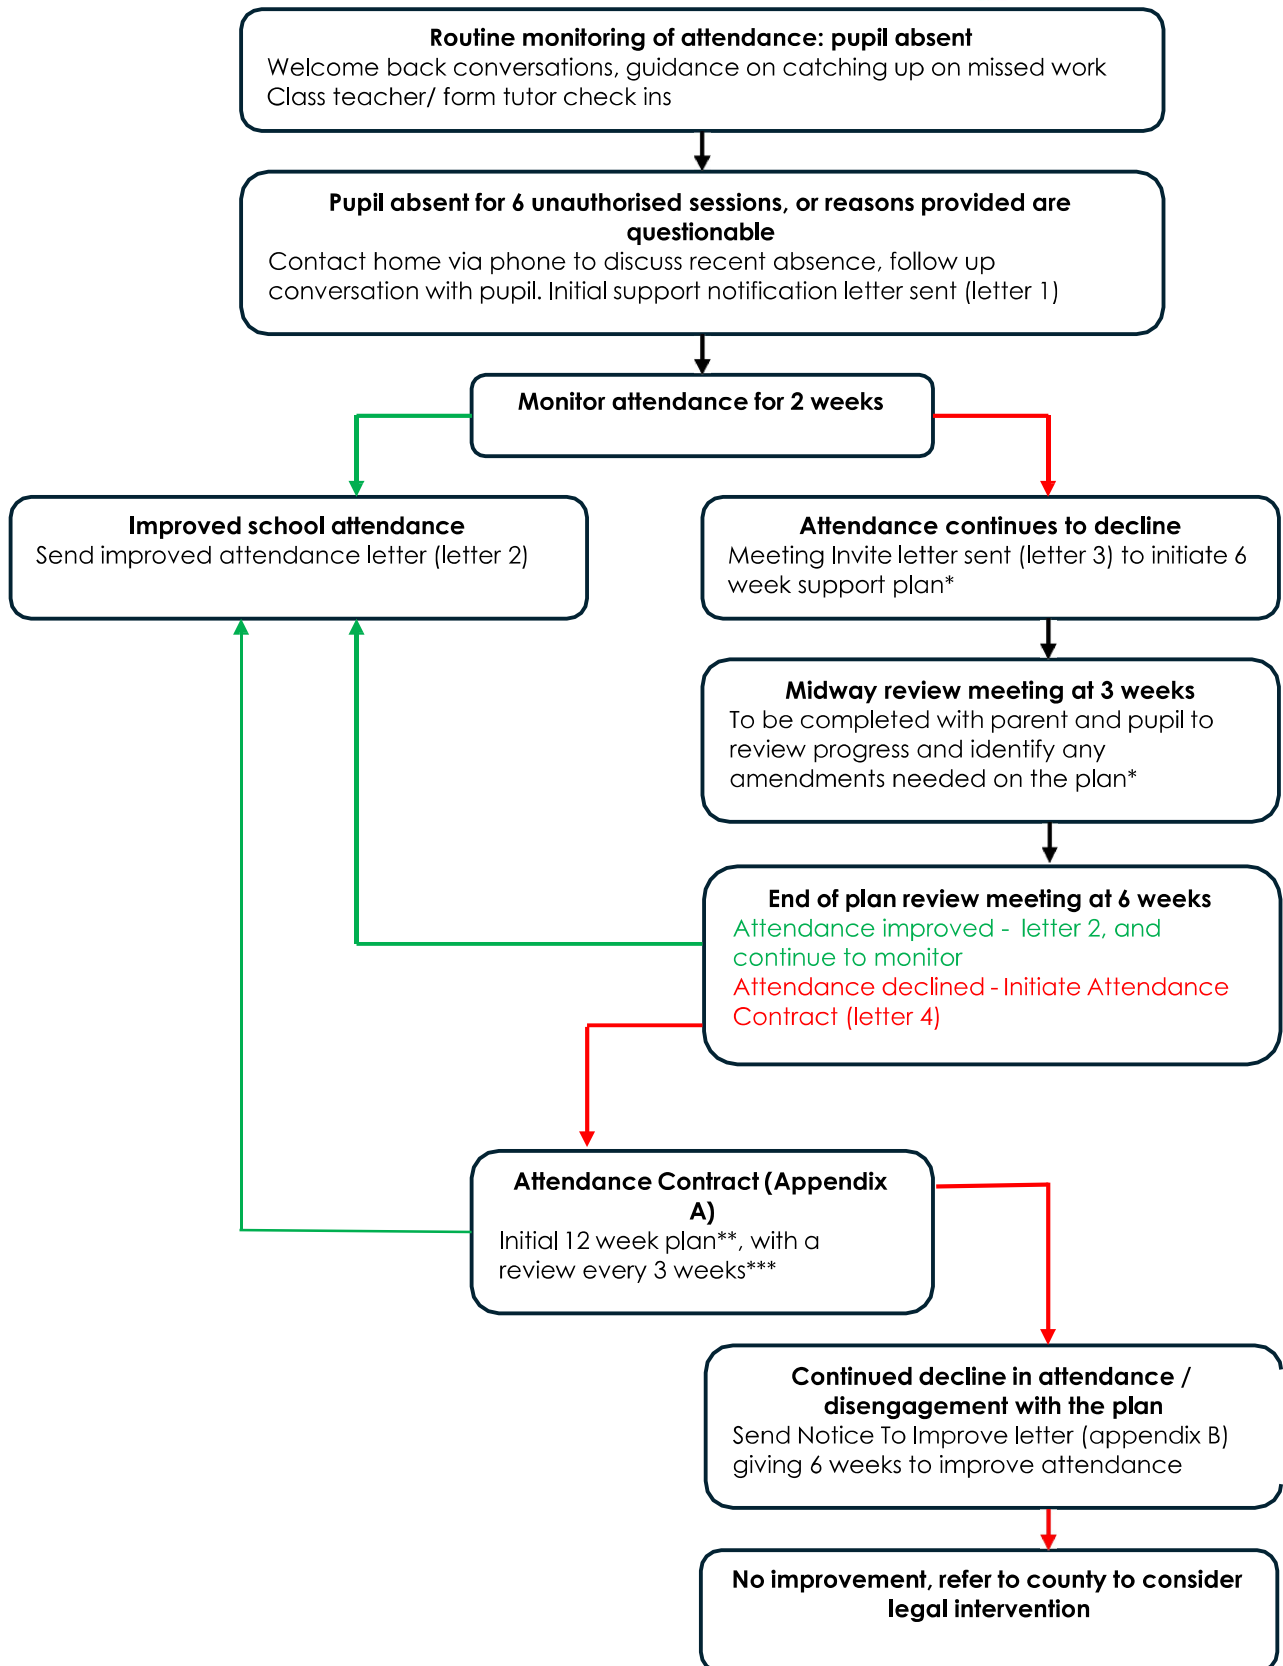 Routine monitoring of attendance: pupil absent
Welcome back conversations, guidance on catching up on missed work
Class teacher/ form tutor check ins
Pupil absent for 6 unauthorised sessions, or reasons provided are
questionable
Contact home via phone to discuss recent absence, follow up
conversation with pupil. Initial support notification letter sent (letter 1)
Monitor attendance for 2 weeks
Improved school attendance
Send improved attendance letter (letter 2)
Attendance continues to decline
Meeting Invite letter sent (letter 3) to initiate 6
week support plan*
Midway review meeting at 3 weeks
To be completed with parent and pupil to
review progress and identify any
amendments needed on the plan*
End of plan review meeting at 6 weeks
Attendance improved - letter 2, and
continue to monitor
Attendance declined - Initiate Attendance
Contract (letter 4)
Attendance Contract (Appendix
A)
Initial 12 week plan**, with a
review every 3 weeks***
Continued decline in attendance /
disengagement with the plan
Send Notice To Improve letter (appendix B)
giving 6 weeks to improve attendance
No improvement, refer to county to consider
legal intervention